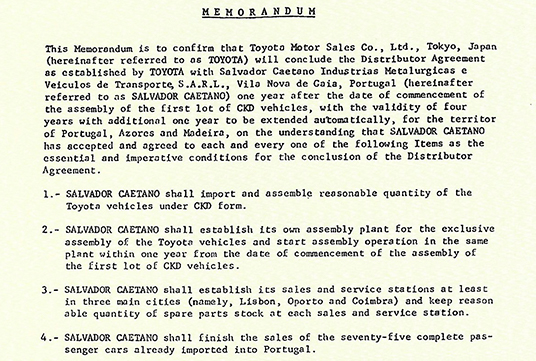 MEMORANDUM
This Memorandum is to confirm that Toyota Motor Sales Co., Ltd., Tokyo, Japan
(hereinafter referred to as TOYOTA) will conclude the Distributor Agreement
as established by TOYOTA with Salvador Caetano Industrias Metalurgicas e
Veiculos de Transporte, S.A.R.L., Vila Nova de Gaia, Portugal (hereinafter
referred to as SALVADOR CAETANO) one year after the date of commencement of
the assembly of the first lot of CKD vehicles, with the validity of four
years with additional one year to be extended automatically, for the territor
of Portugal, Azores and Madeira, on the understanding that SALVADOR CAETANO
has accepted and agreed to each and every one of the following Items as the
essential and imperative conditions for the conclusion of the Distributor
Agreement.
1.- SALVADOR CAETANO shall import and assemble reasonable quantity of the
Toyota vehicles under CKD form.
2.- SALVADOR CAETANO shall establish its own assembly plant for the exclusive
assembly of the Toyota vehicles and start assembly operation in the same
plant within one year from the date of commencement of the assembly of
the first lot of CKD vehicles.
3.- SALVADOR CAETANO shall establish its sales and service stations at least
in three main cities (namely, Lisbon, Oporto and Coimbra) and keep reason
able quantity of spare parts stock at each sales and service station.
4.- SALVADOR CAETANO shall finish the sales of the seventy-five complete pas-
senger cars already imported into Portugal.